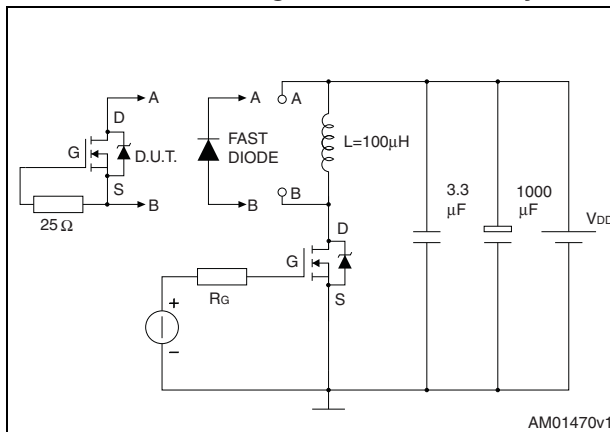 A
D
G
D.U.T.
S
B
25 Ω
A
FAST
DIODE
B
A
L=100μH
B
D
G
S
RG
+
−
3.3
μF
1000
μF
VDD
AM01470v1